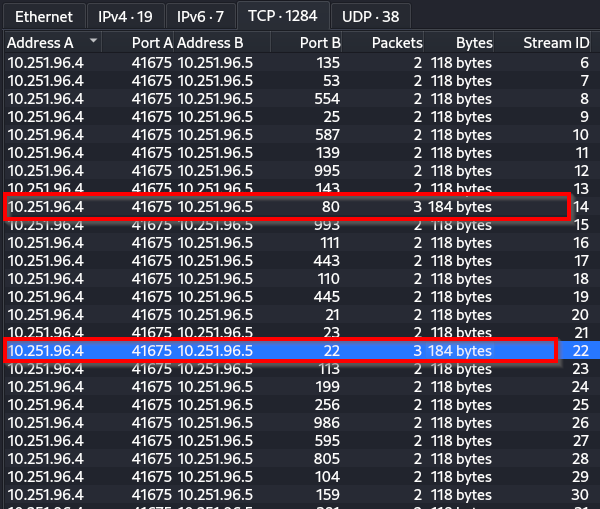 Ethernet IPv4 · 19 IPv6 · 7 TCP · 1284 UDP · 38
Address A Port A Address B Port B Packets Bytes Stream ID
10.251.96.4 41675 10.251.96.5 135 2 118 bytes 6
10.251.96.4 41675 10.251.96.5 53 2 118 bytes 7
10.251.96.4 41675 10.251.96.5 554 2 118 bytes 8
10.251.96.4 41675 10.251.96.5 25 2 118 bytes 9
10.251.96.4 41675 10.251.96.5 587 2 118 bytes 10
10.251.96.4 41675 10.251.96.5 139 2 118 bytes 11
10.251.96.4 41675 10.251.96.5 995 2 118 bytes 12
10.251.96.4 41675 10.251.96.5 143 2 118 bytes 13
10.251.96.4 41675 10.251.96.5 80 3 184 bytes 14
10.251.96.4 41675 10.251.96.5 993 2 118 bytes 15
10.251.96.4 41675 10.251.96.5 111 2 118 bytes 16
10.251.96.4 41675 10.251.96.5 443 2 118 bytes 17
10.251.96.4 41675 10.251.96.5 110 2 118 bytes 18
10.251.96.4 41675 10.251.96.5 445 2 118 bytes 19
10.251.96.4 41675 10.251.96.5 21 2 118 bytes 20
10.251.96.4 41675 10.251.96.5 23 2 118 bytes 21
10.251.96.4 41675 10.251.96.5 22 3 184 bytes 22
10.251.96.4 41675 10.251.96.5 113 2 118 bytes 23
10.251.96.4 41675 10.251.96.5 199 2 118 bytes 24
10.251.96.4 41675 10.251.96.5 256 2 118 bytes 25
10.251.96.4 41675 10.251.96.5 986 2 118 bytes 26
10.251.96.4 41675 10.251.96.5 595 2 118 bytes 27
10.251.96.4 41675 10.251.96.5 805 2 118 bytes 28
10.251.96.4 41675 10.251.96.5 104 2 118 bytes 29
10.251.96.4 41675 10.251.96.5 159 2 118 bytes 30